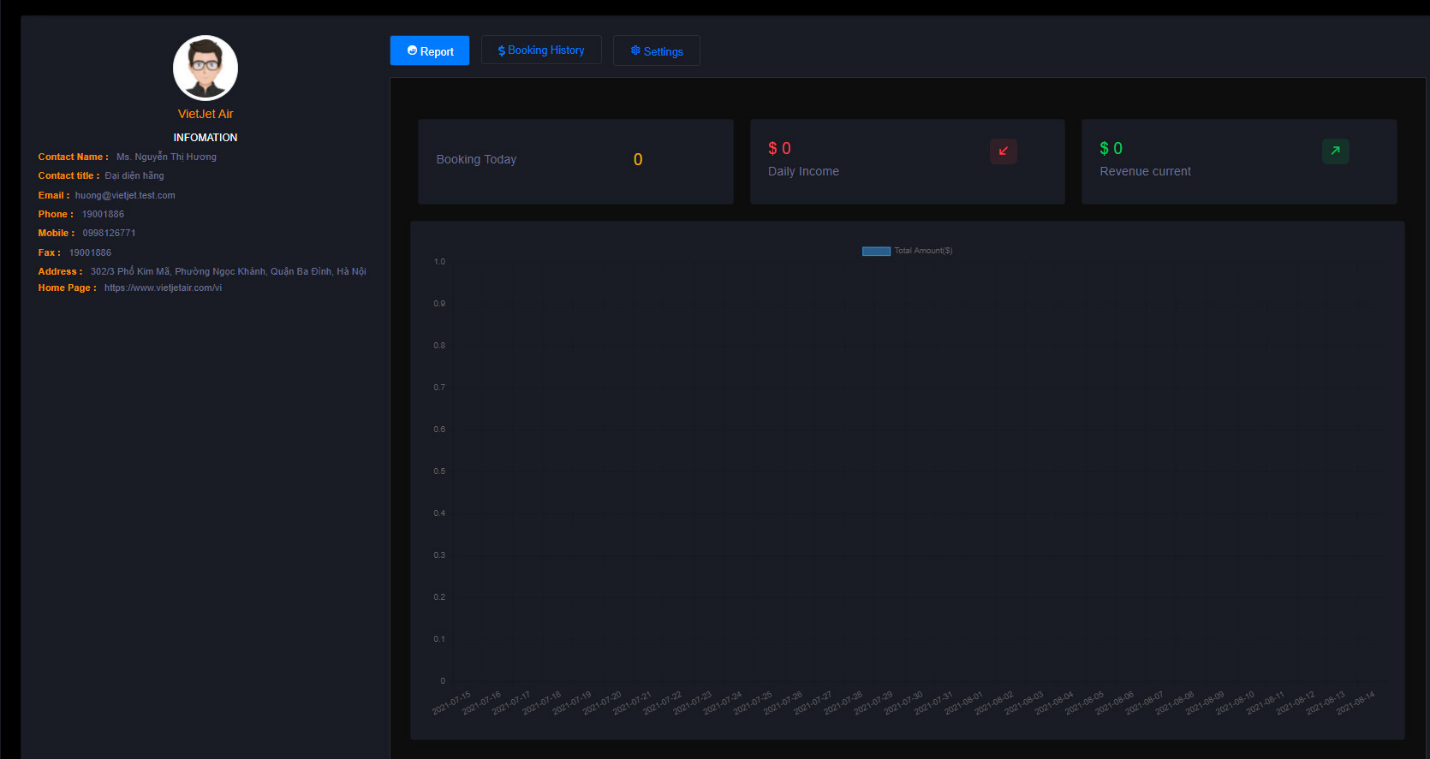 Report
$ Booking History
Settings
VietJet Air
INFOMATION
Contact Name : Ms. Nguyễn Thị Hương
Contact title : Đại diện hãng
Email : huong@vietjet.test.com
Phone : 19001886
Mobile : 0998126771
Fax : 19001886
Address : 302/3 Phố Kim Mã, Phường Ngọc Khánh, Quận Ba Đình, Hà Nội
Home Page : https://www.vietjetair.com/vi
Booking Today 0
$ 0
Daily Income
$ 0
Revenue current
Total Amount($)
1.0
0.9
0.8
0.7
0.6
0.5
0.4
0.3
0.2
0.1
0
2021-07-15
2021-07-16
2021-07-17
2021-07-18
2021-07-19
2021-07-20
2021-07-21
2021-07-22
2021-07-23
2021-07-24
2021-07-25
2021-07-26
2021-07-27
2021-07-28
2021-07-29
2021-07-30
2021-07-31
2021-08-01
2021-08-02
2021-08-03
2021-08-04
2021-08-05
2021-08-06
2021-08-07
2021-08-08
2021-08-09
2021-08-10
2021-08-11
2021-08-12
2021-08-13
2021-08-14